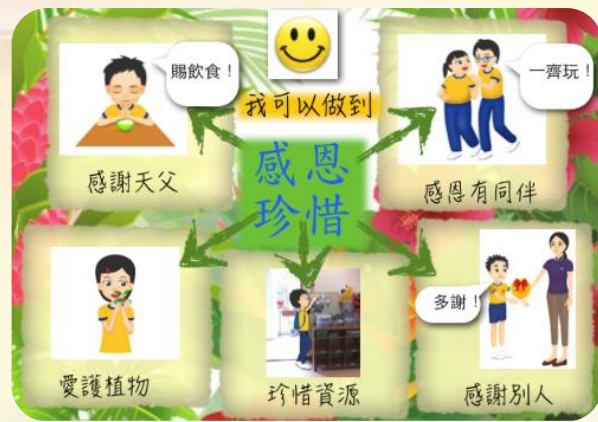 賜飲食！
我可以做到
一齊玩！
感謝天父
感恩
珍惜
感恩有同伴
多謝！
愛護植物
珍惜資源
感謝別人